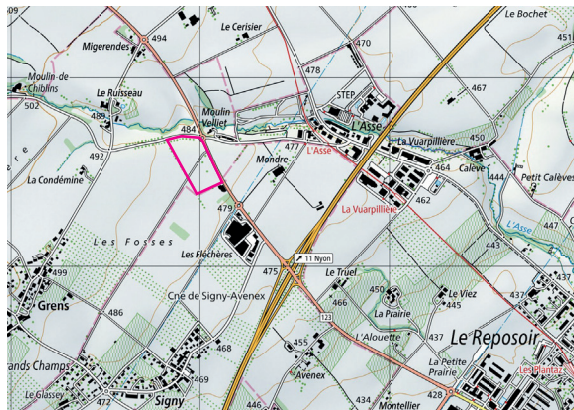 509
494
Le Cerisier
470
Le Bochet
Migerendes
451
478
467
Moulin de
Chiblins
STEP
502
Le Ruisseau
Moulin
Velliet
489
484
477
L'Asse
La Vuarpillière
450
492
L'Asse
464
Calève
444
Petit Calèves
Mandre
La Condémine
462
La Vuarpillière
447
479
L'Asse
Les Fosses
443
Les Fléchères
11 Nyon
437
475
499
Cne de Signy-Avenex
Le Truel
466
450
Le Viez
445
437
Grens
486
La Prairie
123
L'Alouette
437
Le Reposoir
468
455
La Petite
Prairie
Grands Champs
Avenex
Les Plantaz
469
428
Le Glassey
472
Signy
446
Montellier